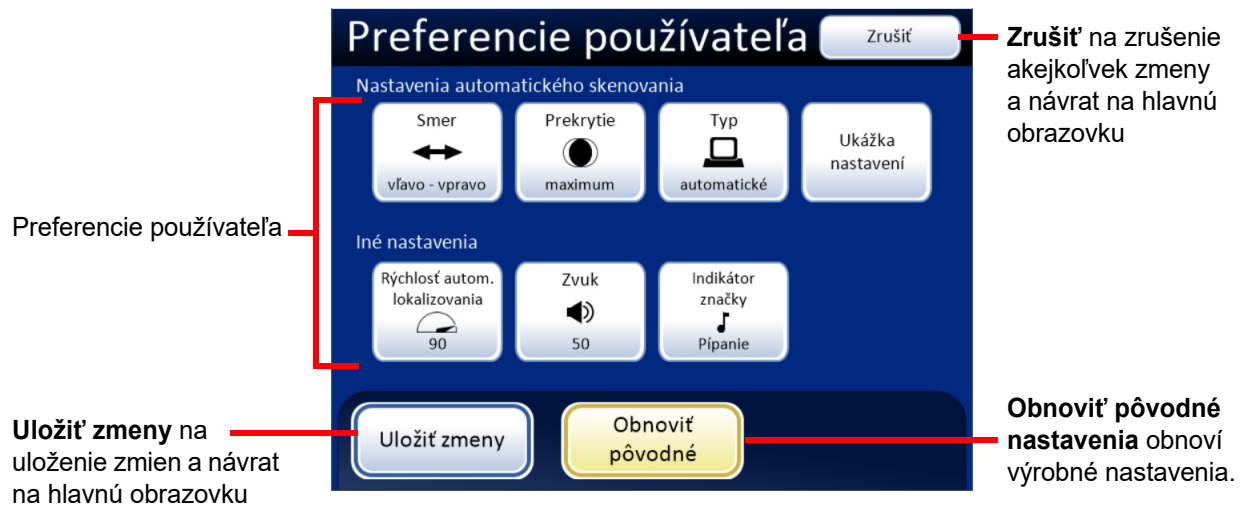 Preferencie používateľa
Zrušiť
Zrušiť na zrušenie
akejkoľvek zmeny
a návrat na hlavnú
obrazovku
Nastavenia automatického skenovania
Smer
vľavo - vpravo
Prekrytie
maximum
Typ
automatické
Ukážka
nastavení
Preferencie používateľa
Iné nastavenia
Rýchlosť autom.
lokalizovania
90
Zvuk
50
Indikátor
značky
Pípanie
Uložiť zmeny na
uloženie zmien a návrat
na hlavnú obrazovku
Uložiť zmeny
Obnoviť
pôvodné
Obnoviť pôvodné
nastavenia obnoví
výrobné nastavenia.